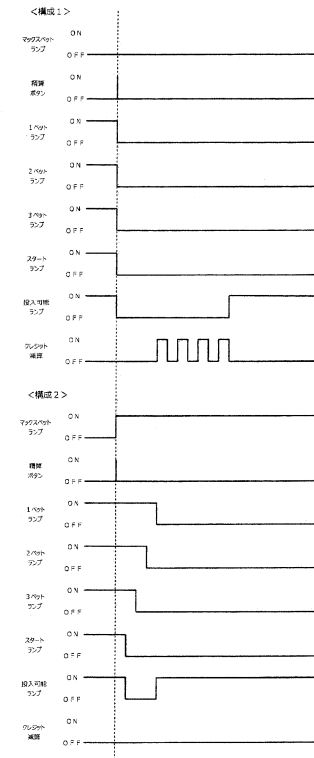 ＜構成１＞
マックスベット
ランプ
ON
OFF
精算
ボタン
ON
OFF
1ベット
ランプ
ON
OFF
2ベット
ランプ
ON
OFF
3ベット
ランプ
ON
OFF
スタート
ランプ
ON
OFF
投入可能
ランプ
ON
OFF
クレジット
減算
ON
OFF
＜構成２＞
マックスベット
ランプ
ON
OFF
精算
ボタン
ON
OFF
1ベット
ランプ
ON
OFF
2ベット
ランプ
ON
OFF
3ベット
ランプ
ON
OFF
スタート
ランプ
ON
OFF
投入可能
ランプ
ON
OFF
クレジット
減算
ON
OFF